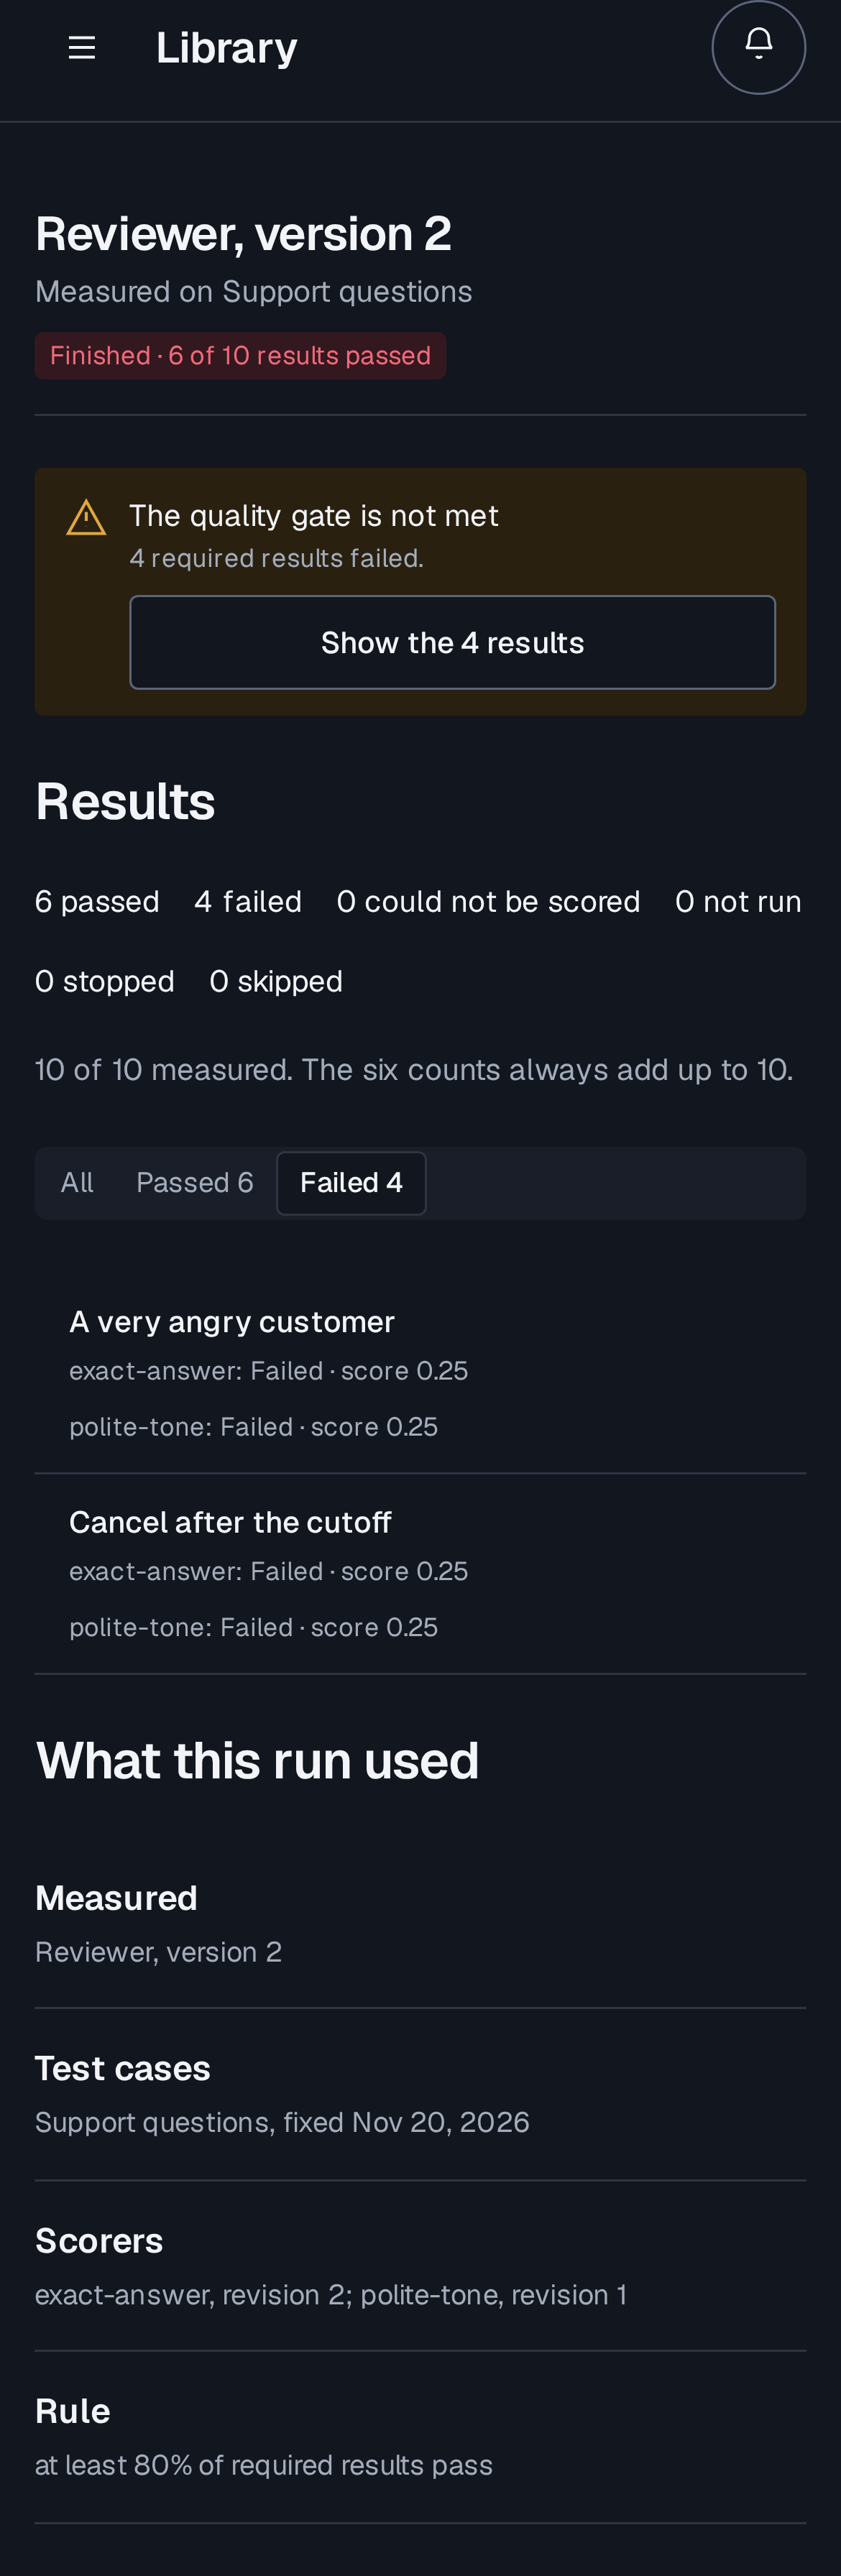 Library
Reviewer, version 2
Measured on Support questions
Finished · 6 of 10 results passed
The quality gate is not met
4 required results failed.
Show the 4 results
Results
6 passed 4 failed 0 could not be scored 0 not run
0 stopped 0 skipped
10 of 10 measured. The six counts always add up to 10.
All Passed 6 Failed 4
A very angry customer
exact-answer: Failed · score 0.25
polite-tone: Failed · score 0.25
Cancel after the cutoff
exact-answer: Failed · score 0.25
polite-tone: Failed · score 0.25
What this run used
Measured
Reviewer, version 2
Test cases
Support questions, fixed Nov 20, 2026
Scorers
exact-answer, revision 2; polite-tone, revision 1
Rule
at least 80% of required results pass